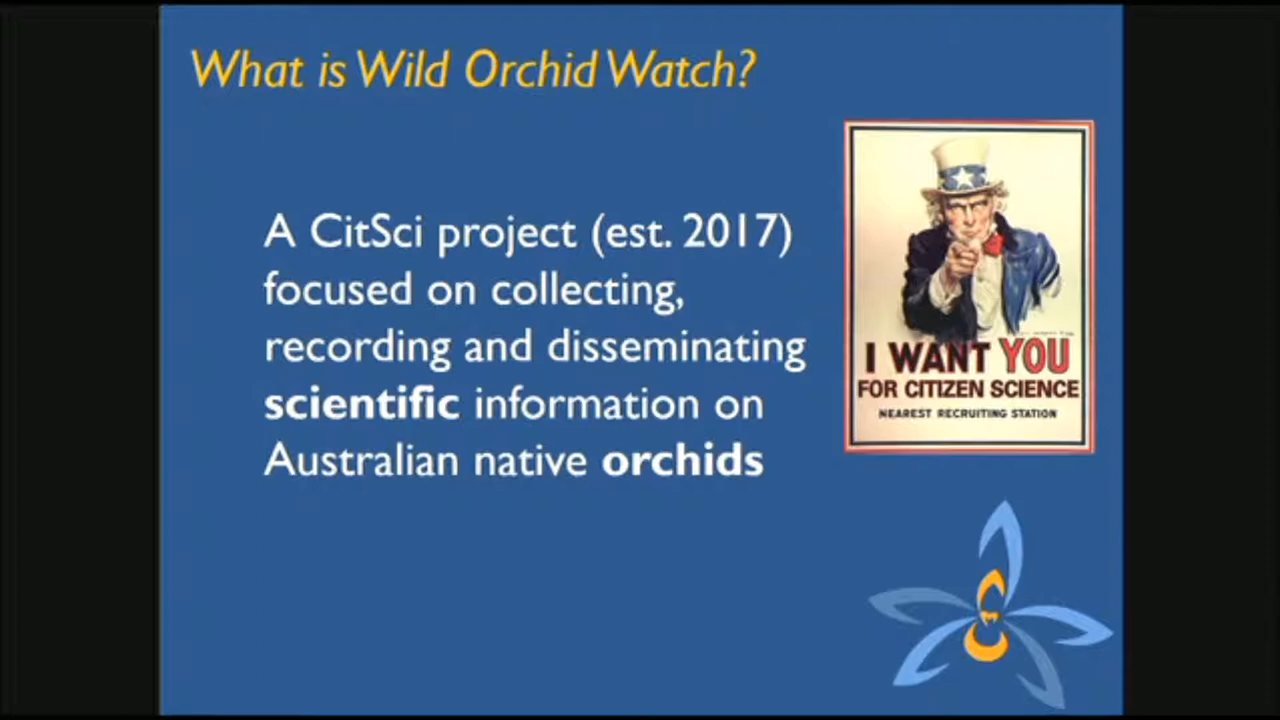 What is Wild Orchid Watch?
A CitSci project (est. 2017)
focused on collecting,
recording and disseminating
scientific information on
Australian native orchids
I WANT YOU
FOR CITIZEN SCIENCE
NEAREST RECRUITING STATION